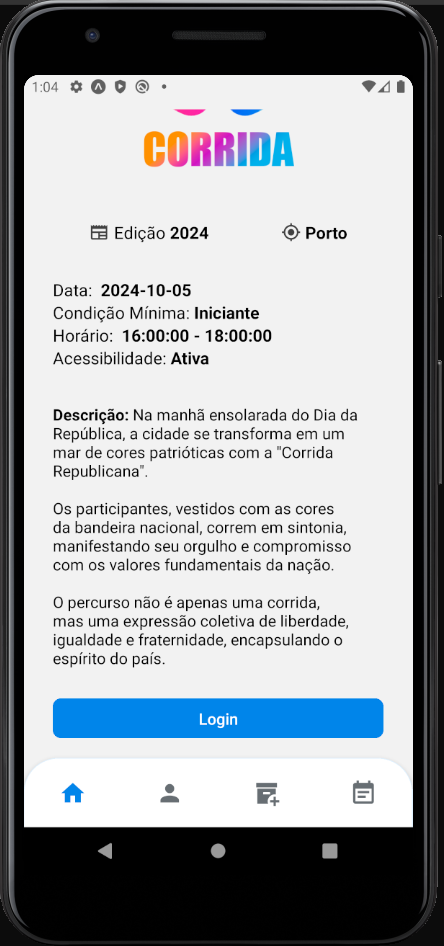 1:04
CORRIDA
Edição 2024 Porto
Data: 2024-10-05
Condição Mínima: Iniciante
Horário: 16:00:00 - 18:00:00
Acessibilidade: Ativa
Descrição: Na manhã ensolarada do Dia da
República, a cidade se transforma em um
mar de cores patrióticas com a "Corrida
Republicana".
Os participantes, vestidos com as cores
da bandeira nacional, correm em sintonia,
manifestando seu orgulho e compromisso
com os valores fundamentais da nação.
O percurso não é apenas uma corrida,
mas uma expressão coletiva de liberdade,
igualdade e fraternidade, encapsulando o
espírito do país.
Login